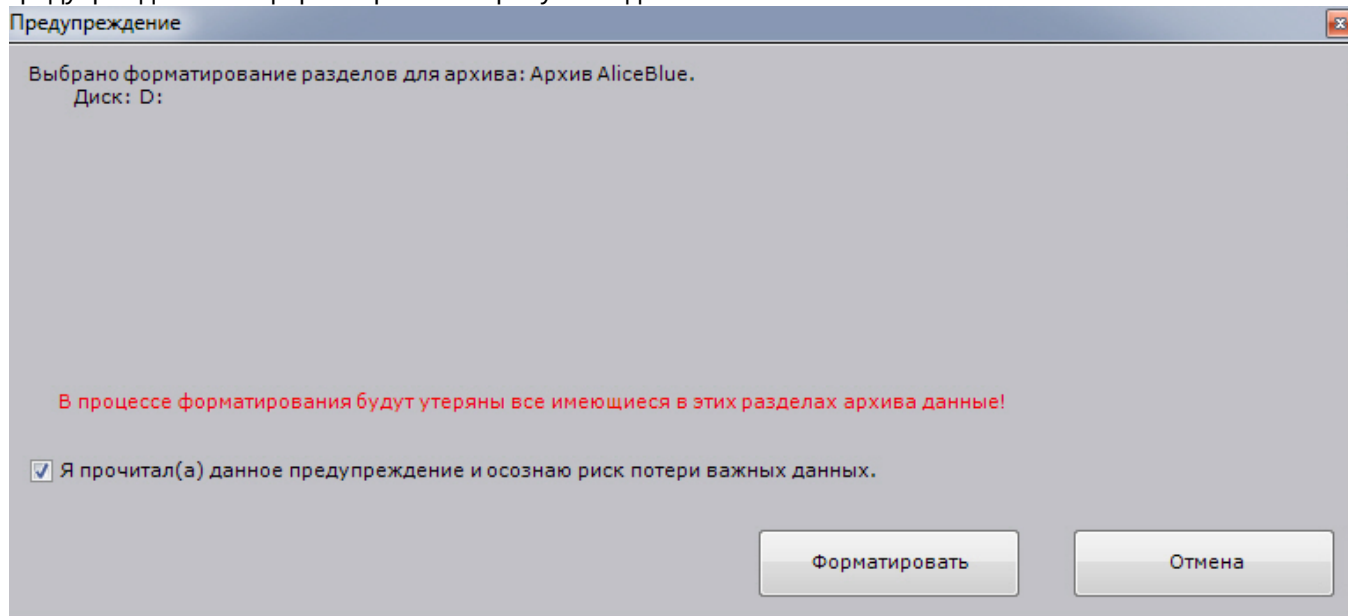 Предупреждение
Выбрано форматирование разделов для архива: Архив AliceBlue.
Диск: D:
В процессе форматирования будут утеряны все имеющиеся в этих разделах архива данные!
Я прочитал(а) данное предупреждение и осознаю риск потери важных данных.
Форматировать
Отмена